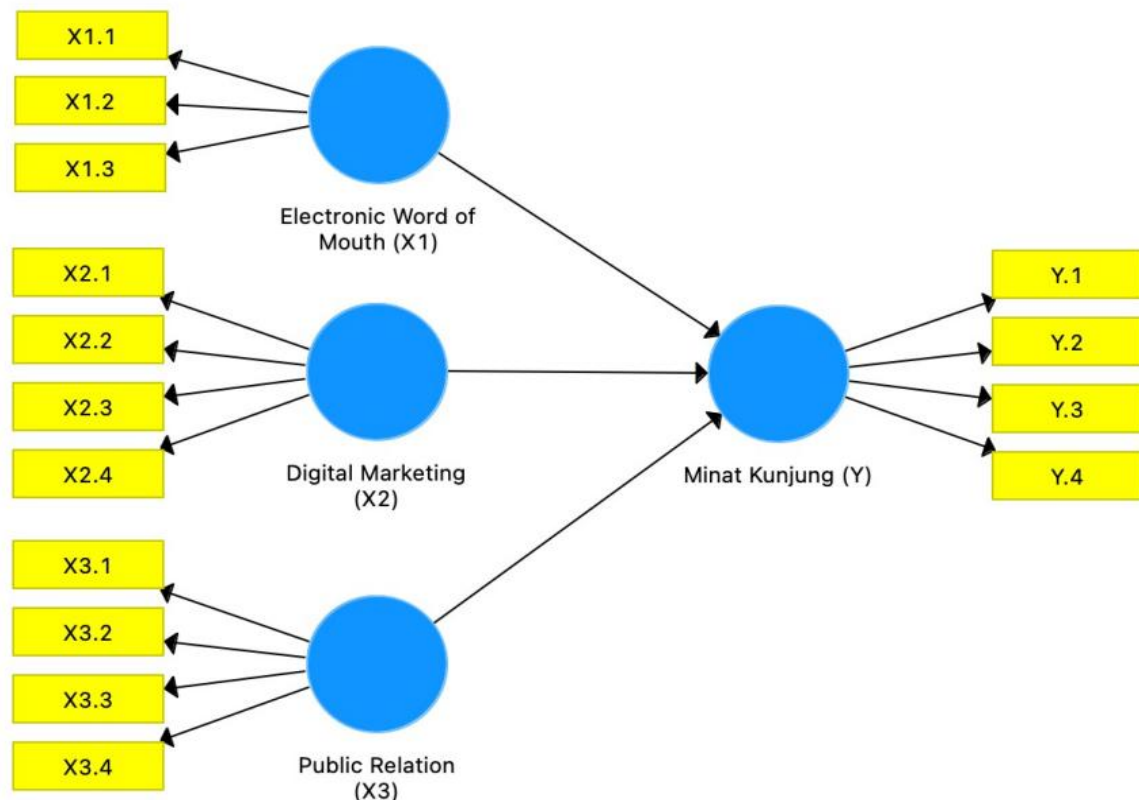 X1.1
X1.2
X1.3
Electronic Word of
Mouth (X1)
X2.1
X2.2
X2.3
X2.4
Digital Marketing
(X2)
X3.1
X3.2
X3.3
X3.4
Public Relation
(X3)
Minat Kunjung (Y)
Y.1
Y.2
Y.3
Y.4